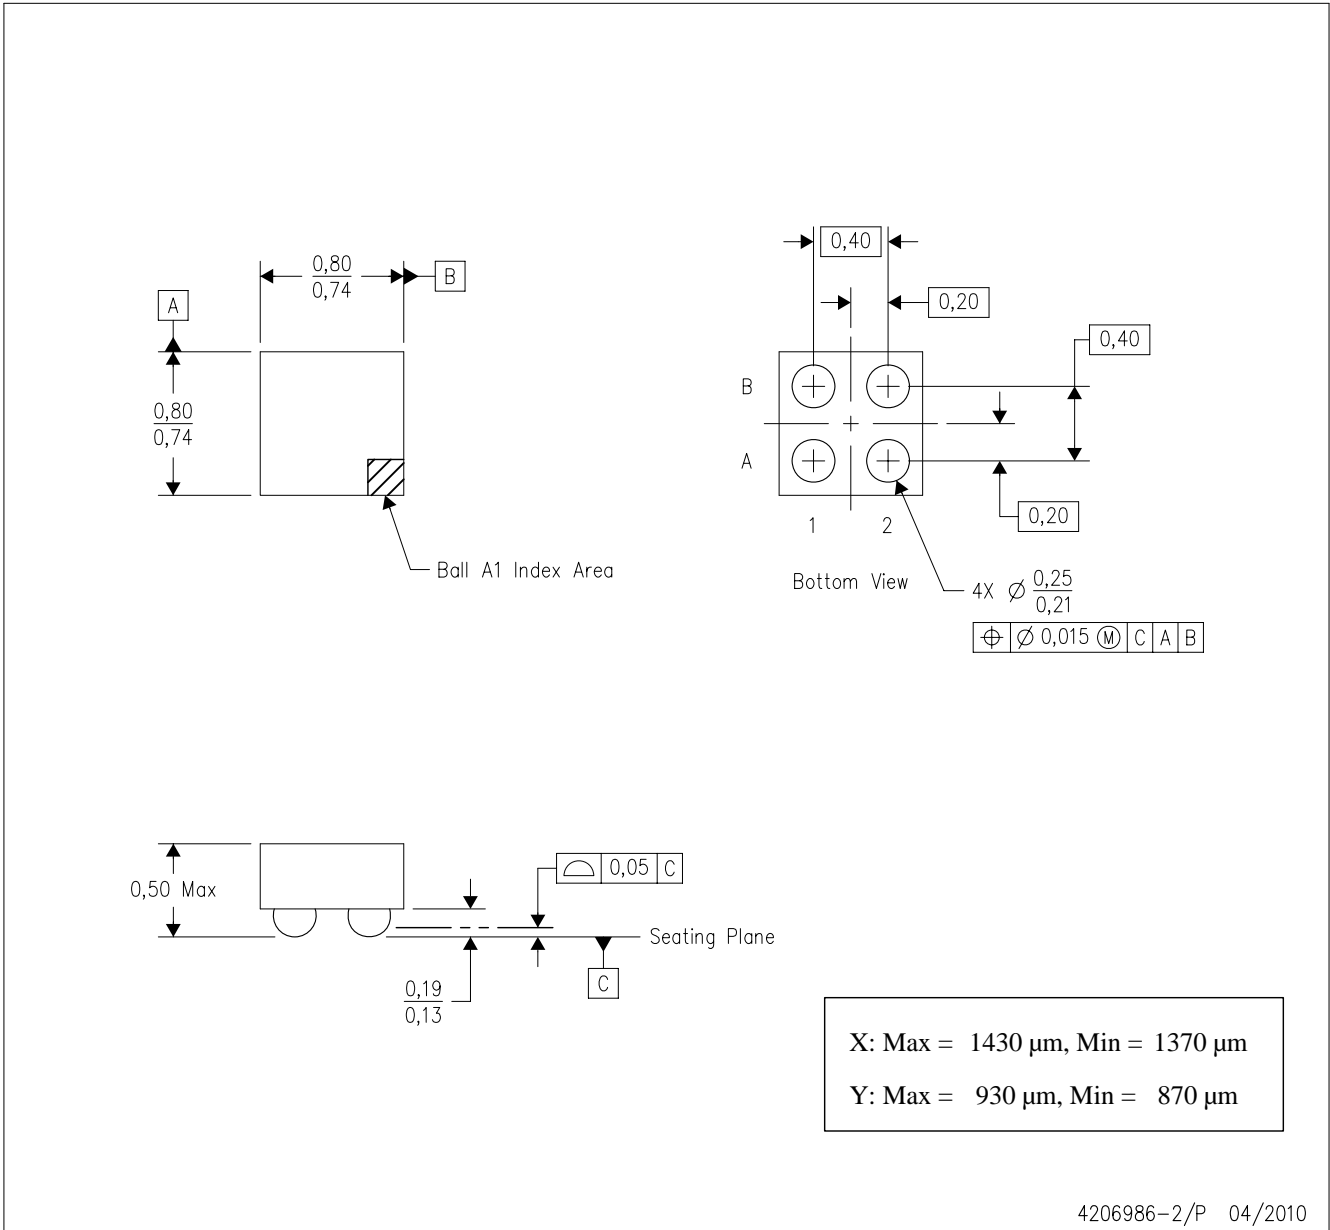 0,80
0,74
B
A
0,80
0,74
Ball A1 Index Area
0,40
0,20
0,40
B
A
0,20
1 2
Bottom View
4X ∅ 0,25
0,21
⌖ ∅ 0,015 Ⓜ C A B
0,50 Max
⌓ 0,05 C
Seating Plane
C
0,19
0,13
X: Max = 1430 µm, Min = 1370 µm
Y: Max = 930 µm, Min = 870 µm
4206986-2/P 04/2010